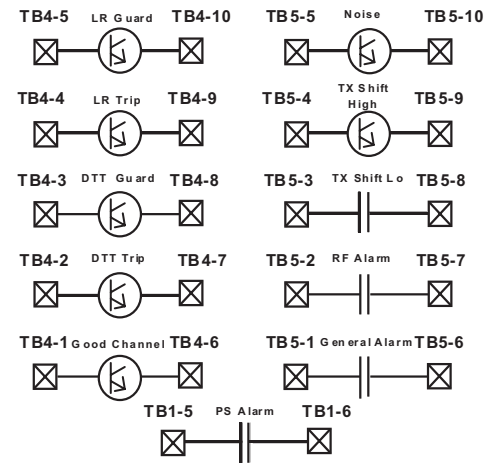 TB4-5 LR Guard TB4-10 TB5-5 Noise TB5-10
TB4-4 LR Trip TB4-9 TB5-4 TX Shift High TB5-9
TB4-3 DTT Guard TB4-8 TB5-3 TX Shift Lo TB5-8
TB4-2 DTT Trip TB4-7 TB5-2 RF Alarm TB5-7
TB4-1 Good Channel TB4-6 TB5-1 General Alarm TB5-6
TB1-5 PS Alarm TB1-6